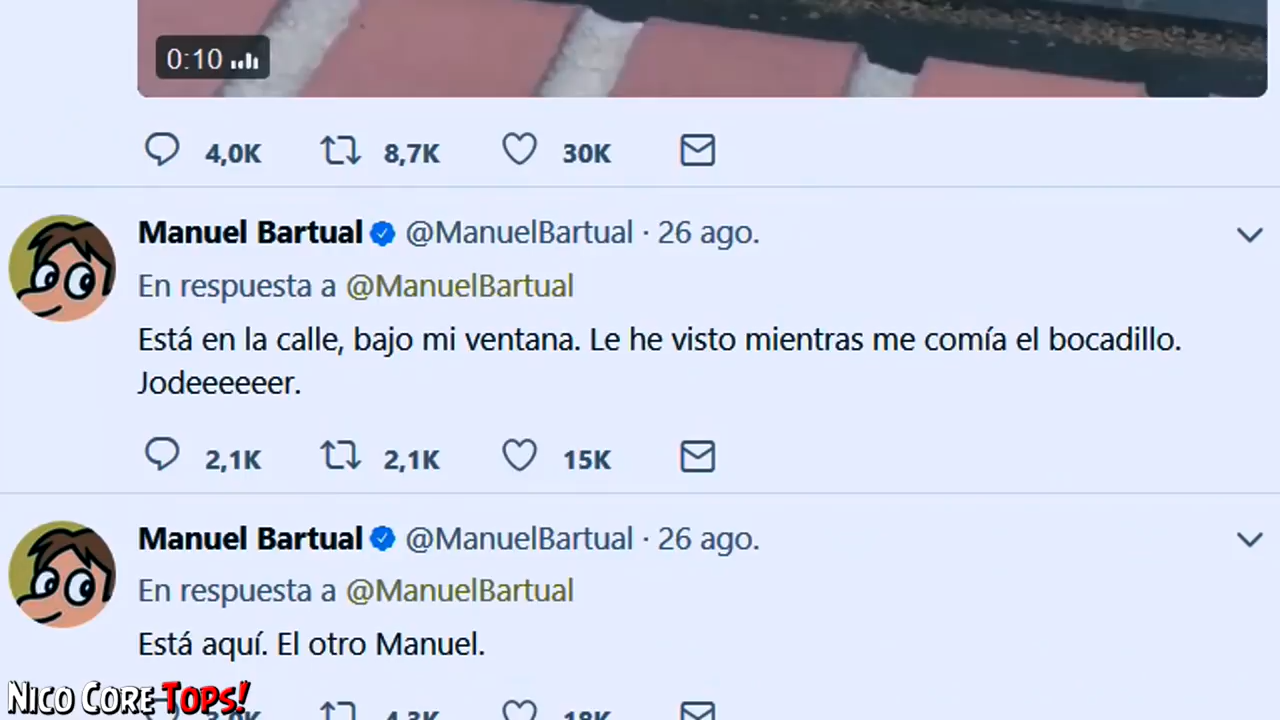 0:10
4,0K 8,7K 30K
Manuel Bartual @ManuelBartual · 26 ago.
En respuesta a @ManuelBartual
Está en la calle, bajo mi ventana. Le he visto mientras me comía el bocadillo.
Jodeeeeeer.
2,1K 2,1K 15K
Manuel Bartual @ManuelBartual · 26 ago.
En respuesta a @ManuelBartual
Está aquí. El otro Manuel.
NICO CORE TOPS!
4,3K 18K